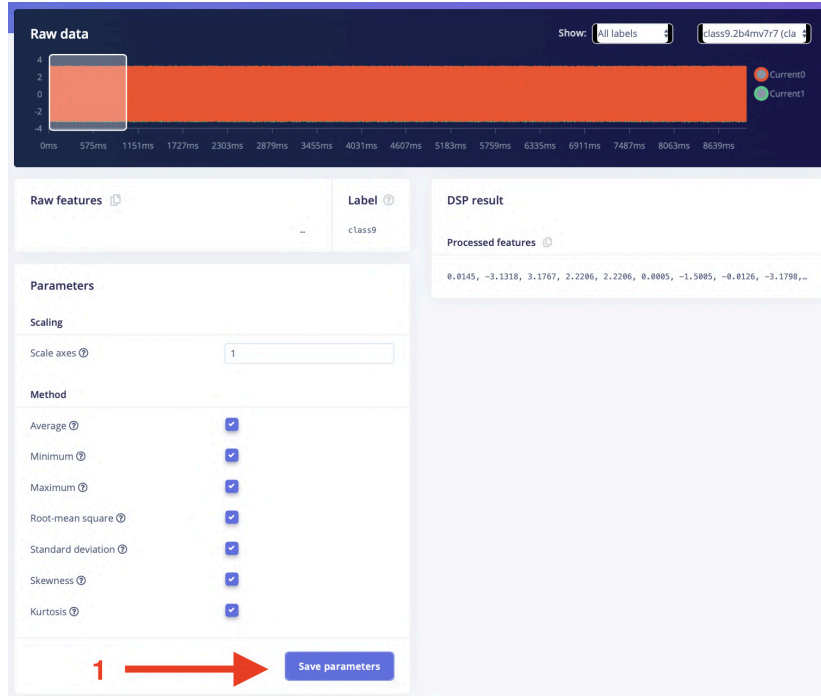 Raw data
Show: All labels class9.2b4mv7r7 (cla
4
2
0
-2
-4
Current0
Current1
0ms 575ms 1151ms 1727ms 2303ms 2879ms 3455ms 4031ms 4607ms 5183ms 5759ms 6335ms 6911ms 7487ms 8063ms 8639ms
Raw features
Label
…
class9
DSP result
Processed features
0.0145, -3.1318, 3.1767, 2.2206, 2.2206, 0.0005, -1.5005, -0.0126, -3.1798,…
Parameters
Scaling
Scale axes 1
Method
Average
Minimum
Maximum
Root-mean square
Standard deviation
Skewness
Kurtosis
1
Save parameters